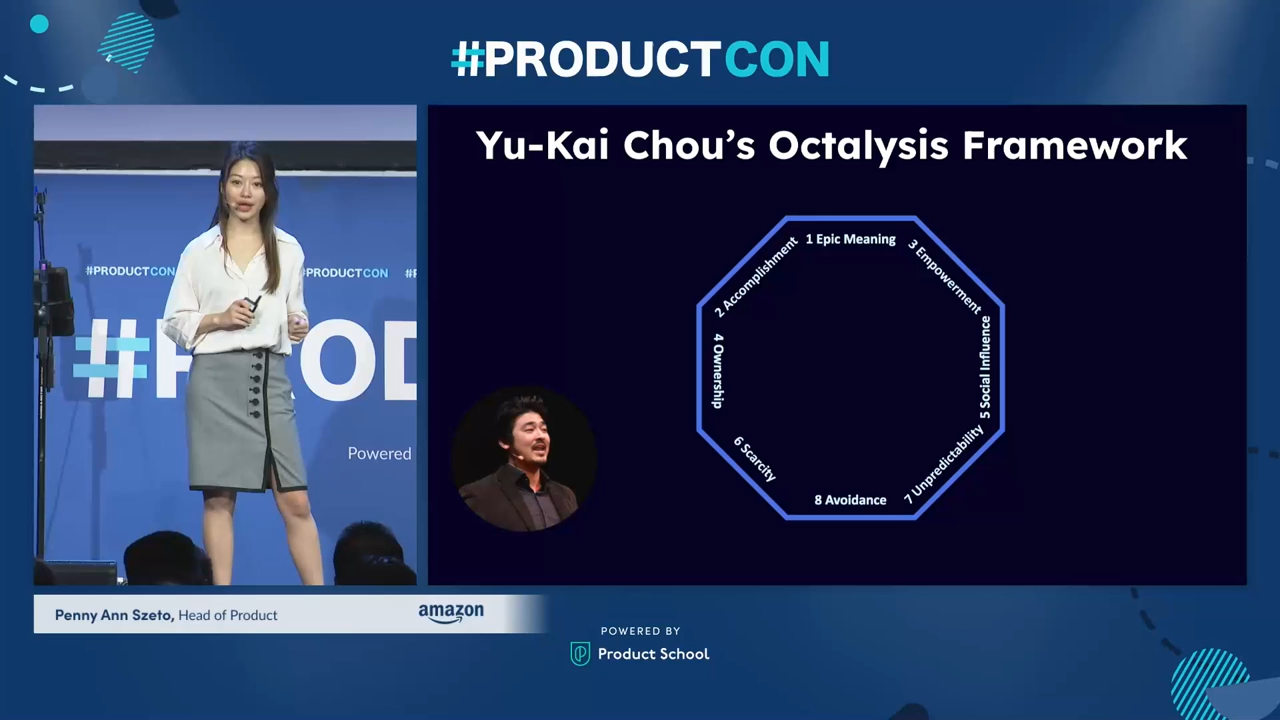 #PRODUCTCON
Yu-Kai Chou's Octalysis Framework
1 Epic Meaning
2 Accomplishment
3 Empowerment
4 Ownership
5 Social Influence
6 Scarcity
7 Unpredictability
8 Avoidance
#PRODUCTCON
PRODUCTCON
#P
#PROD
Powered
Penny Ann Szeto, Head of Product
amazon
POWERED BY
Product School